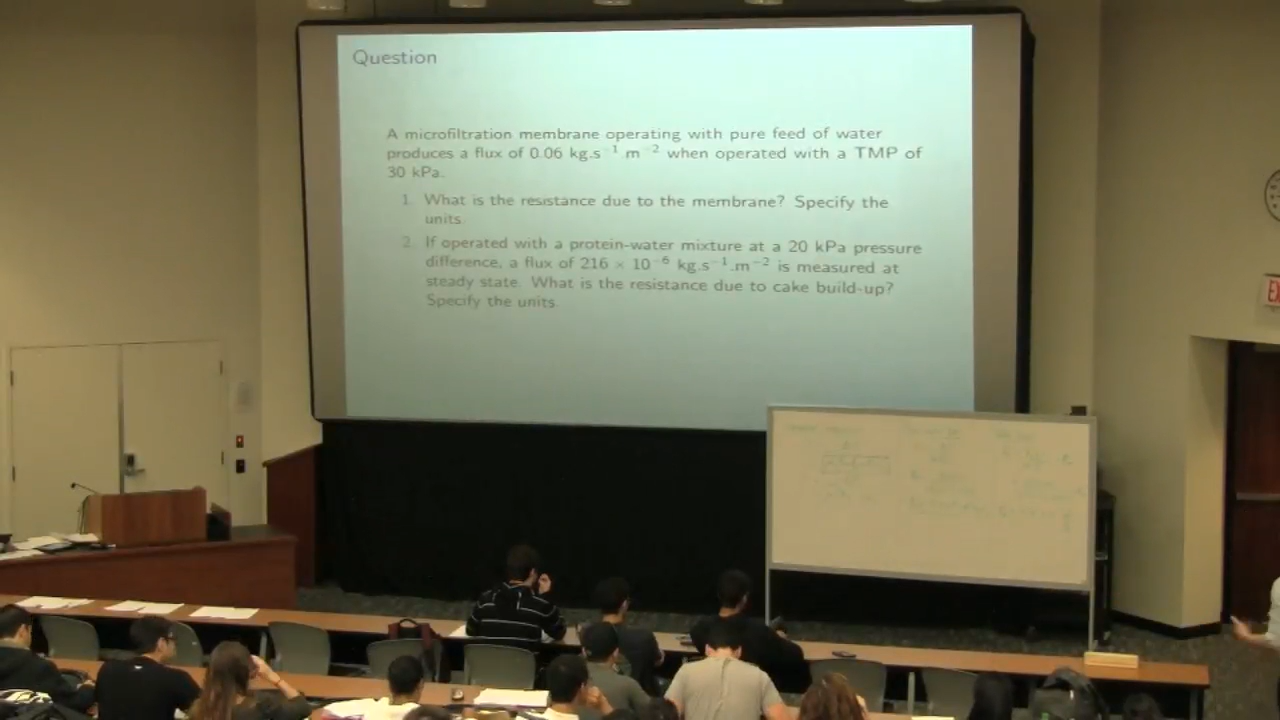 Question
A microfiltration membrane operating with pure feed of water
produces a flux of 0.06 kg.s⁻¹.m⁻² when operated with a TMP of
30 kPa.
1. What is the resistance due to the membrane? Specify the
units.
2. If operated with a protein-water mixture at a 20 kPa pressure
difference, a flux of 216 × 10⁻⁶ kg.s⁻¹.m⁻² is measured at
steady state. What is the resistance due to cake build-up?
Specify the units.